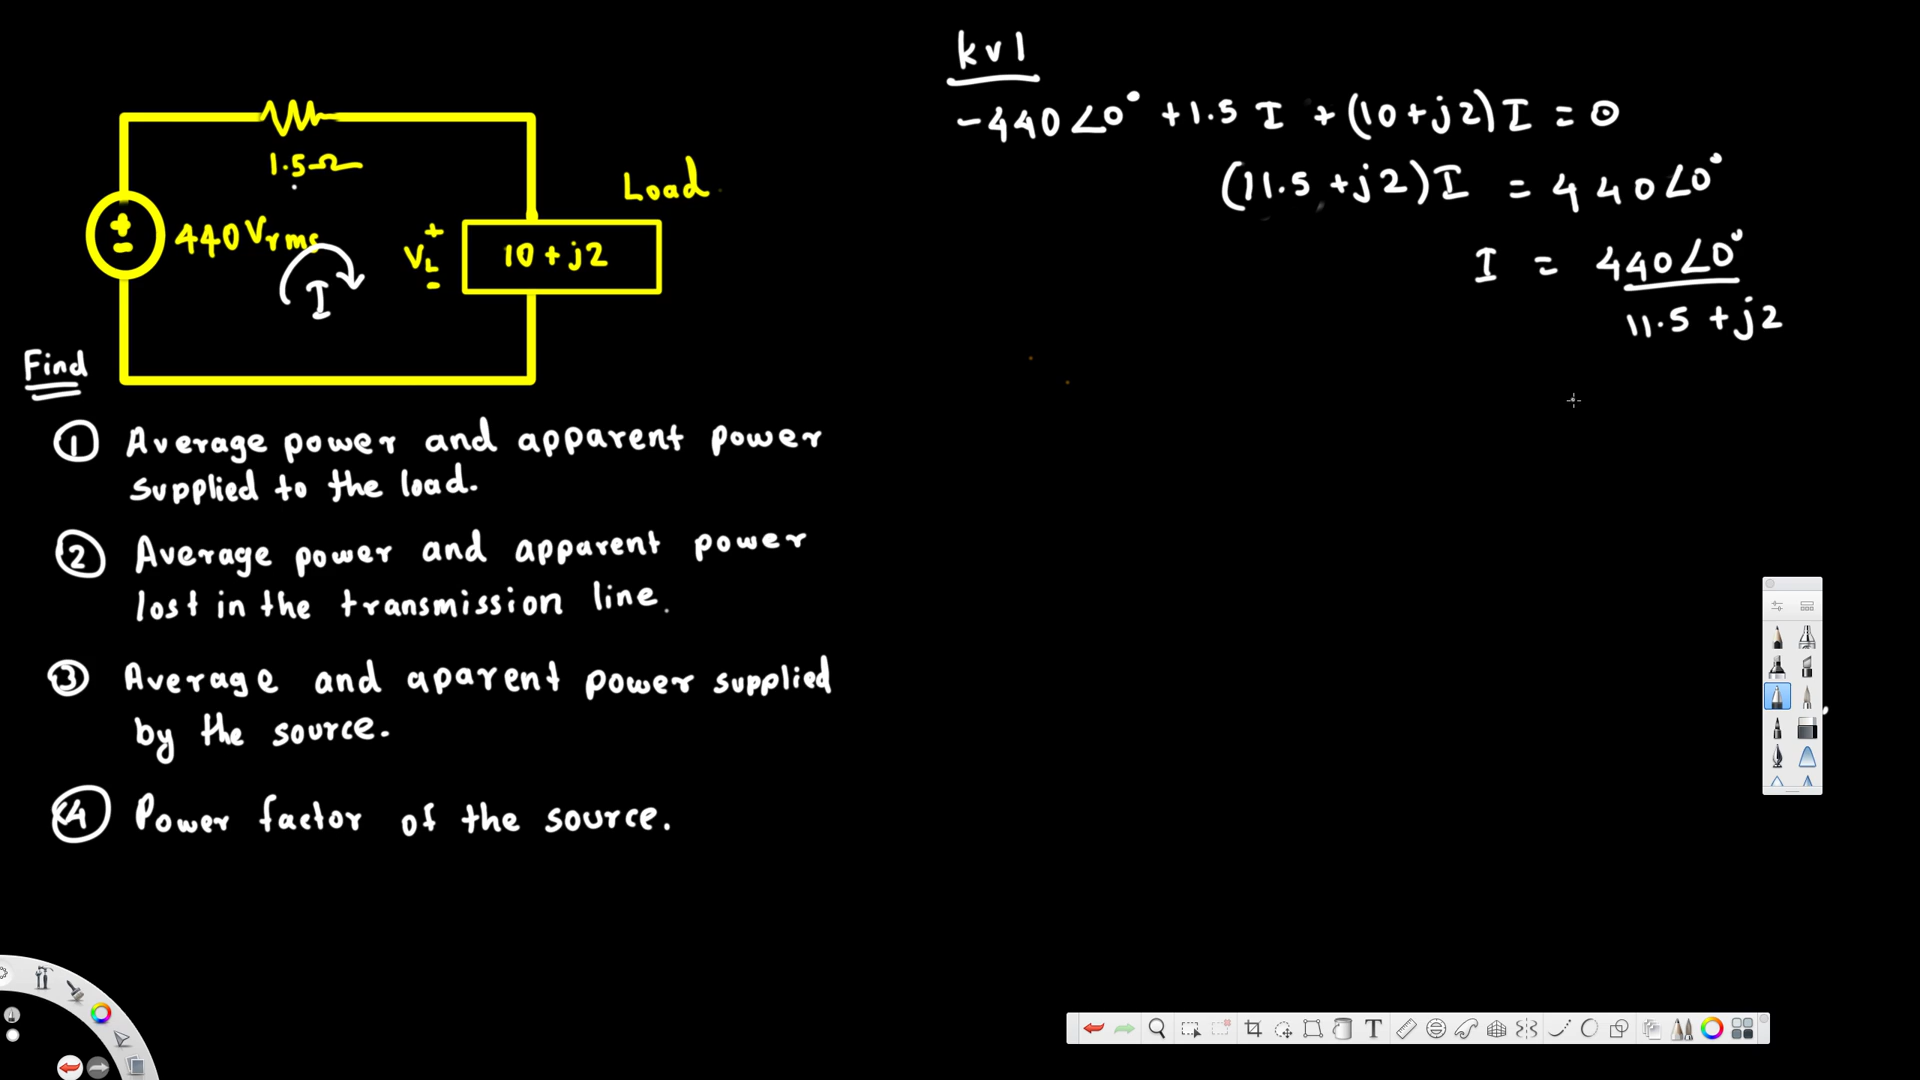 1.5Ω
440Vrms
I
+
VL
-
10 + j2
Load
Find
① Average power and apparent power
supplied to the load.
② Average power and apparent power
lost in the transmission line.
③ Average and aparent power supplied
by the source.
④ Power factor of the source.
kvl
-440∠0° +1.5 I + (10+j2) I = 0
(11.5 +j2) I = 440∠0°
I = 440∠0°
11.5 + j2
T